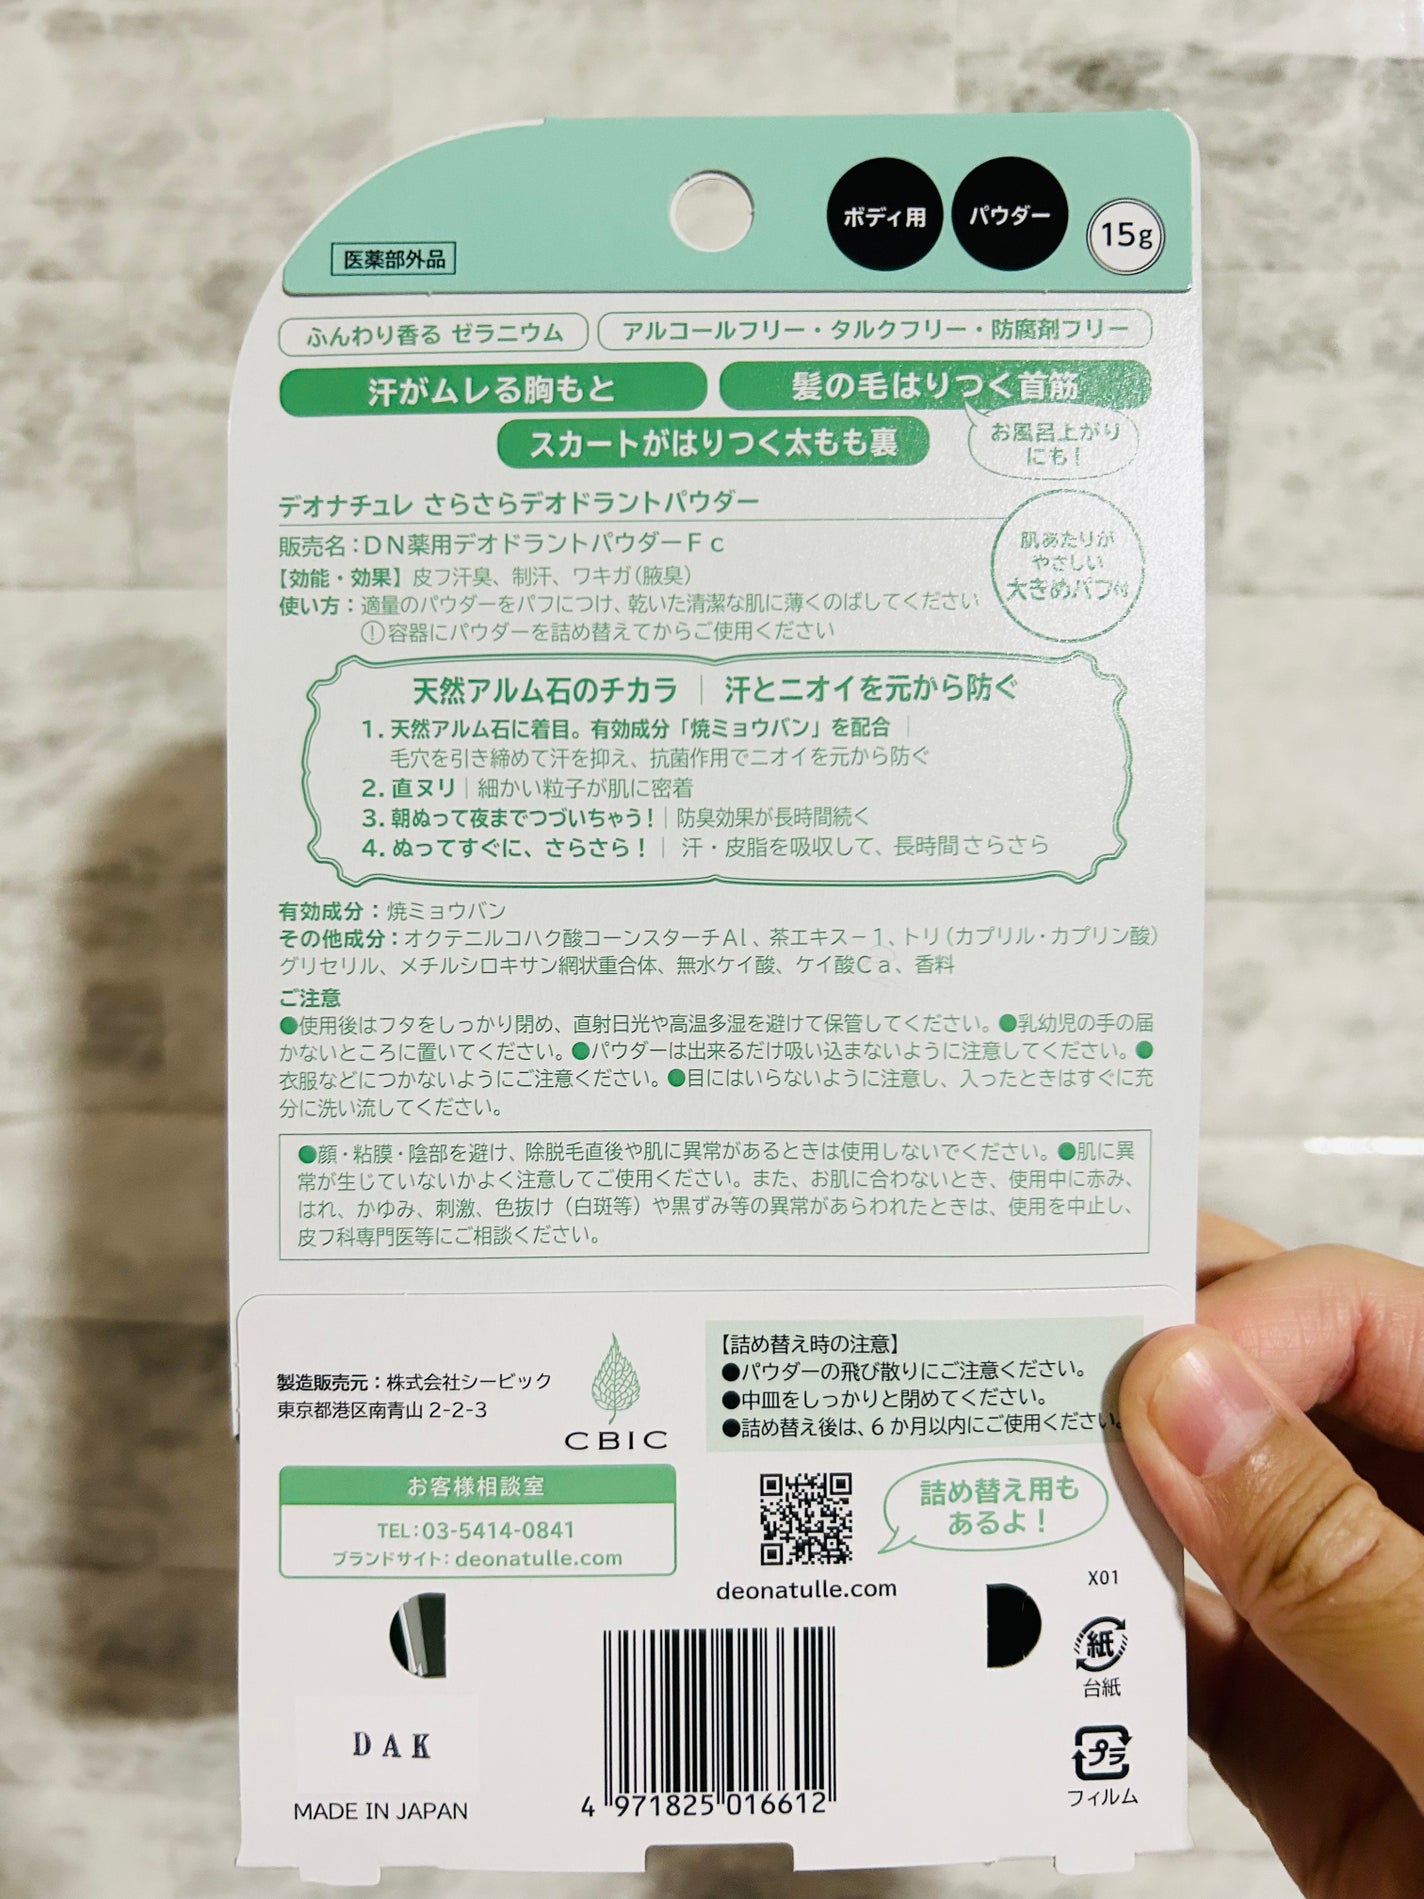 医薬部外品
ボディ用
パウダー
15g
ふんわり香る ゼラニウム
アルコールフリー・タルクフリー・防腐剤フリー
汗がムレる胸もと
髪の毛はりつく首筋
スカートがはりつく太もも裏
お風呂上がり
にも！
デオナチュレ さらさらデオドラントパウダー
肌あたりが
やさしい
大きめパフ付
販売名：DN薬用デオドラントパウダーFc
【効能・効果】皮フ汗臭、制汗、ワキガ（腋臭）
使い方：適量のパウダーをパフにつけ、乾いた清潔な肌に薄くのばしてください
！容器にパウダーを詰め替えてからご使用ください
天然アルム石のチカラ｜汗とニオイを元から防ぐ
1. 天然アルム石に着目。有効成分「焼ミョウバン」を配合｜
毛穴を引き締めて汗を抑え、抗菌作用でニオイを元から防ぐ
2. 直ヌリ｜細かい粒子が肌に密着
3. 朝ぬって夜までつづいちゃう！｜防臭効果が長時間続く
4. ぬってすぐに、さらさら！｜汗・皮脂を吸収して、長時間さらさら
有効成分：焼ミョウバン
その他成分：オクテニルコハク酸コーンスターチAl、茶エキス－1、トリ（カプリル・カプリン酸）
グリセリル、メチルシロキサン網状重合体、無水ケイ酸、ケイ酸Ca、香料
ご注意
●使用後はフタをしっかり閉め、直射日光や高温多湿を避けて保管してください。●乳幼児の手の届
かないところに置いてください。●パウダーは出来るだけ吸い込まないように注意してください。●
衣服などにつかないようにご注意ください。●目にはいらないように注意し、入ったときはすぐに充
分に洗い流してください。
●顔・粘膜・陰部を避け、除脱毛直後や肌に異常があるときは使用しないでください。●肌に異
常が生じていないかよく注意してご使用ください。また、お肌に合わないとき、使用中に赤み、
はれ、かゆみ、刺激、色抜け（白斑等）や黒ずみ等の異常があらわれたときは、使用を中止し、
皮フ科専門医等にご相談ください。
製造販売元：株式会社シービック
東京都港区南青山 2-2-3
CBIC
【詰め替え時の注意】
●パウダーの飛び散りにご注意ください。
●中皿をしっかりと閉めてください。
●詰め替え後は、6 か月以内にご使用ください。
お客様相談室
TEL：03-5414-0841
ブランドサイト：deonatulle.com
deonatulle.com
詰め替え用も
あるよ！
X01
紙
台紙
プラ
フィルム
DAK
MADE IN JAPAN
4 971825 016612